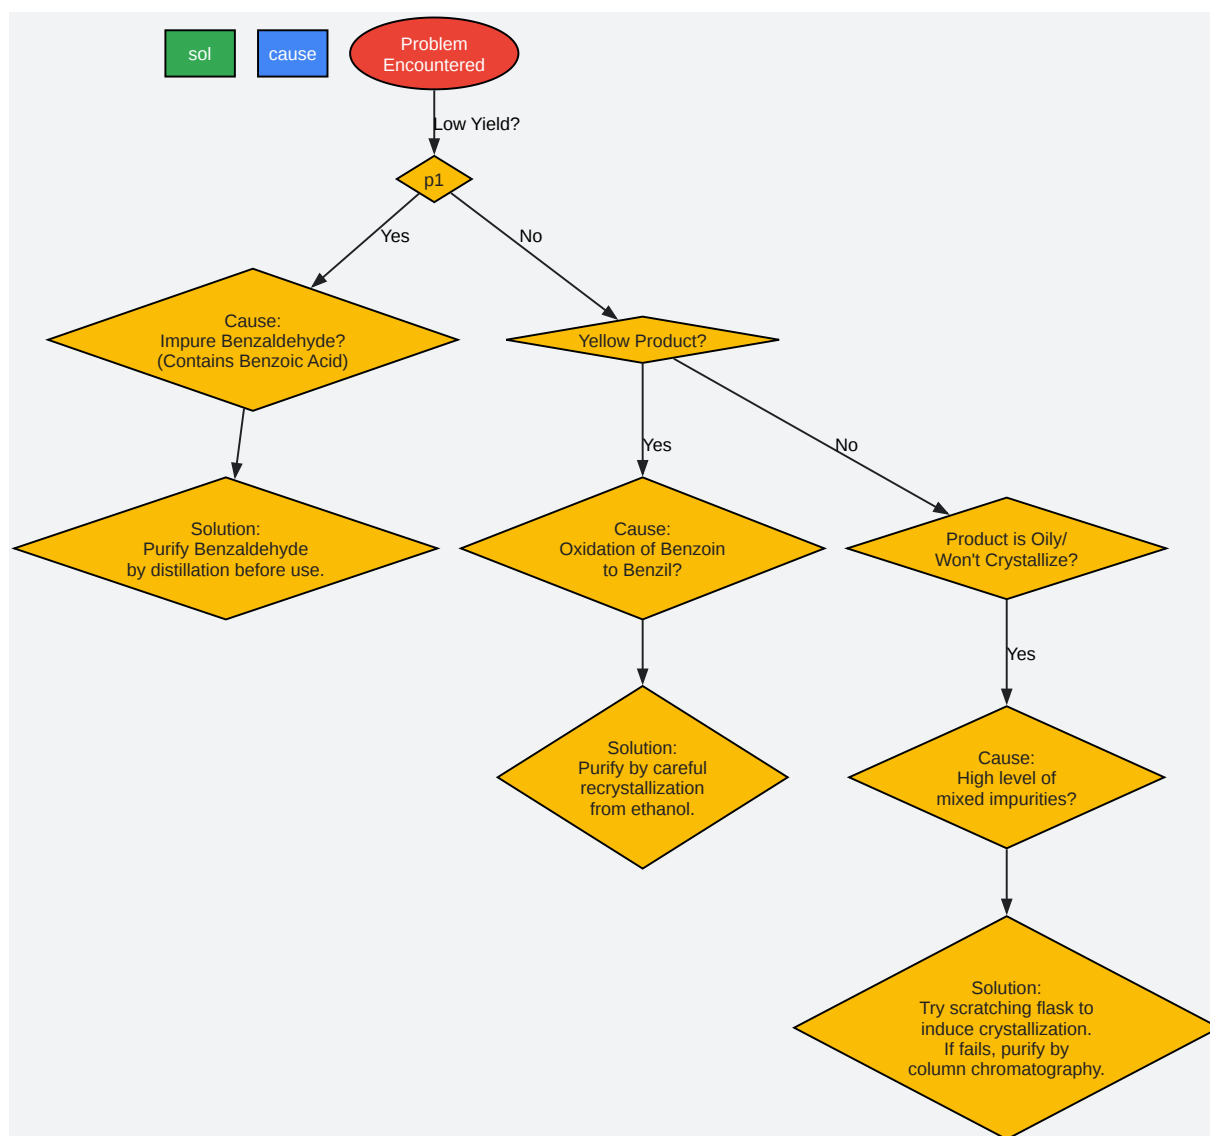 sol
cause
Problem
Encountered
Low Yield?
p1
Yes
No
Cause:
Impure Benzaldehyde?
(Contains Benzoic Acid)
Yellow Product?
Yes
No
Solution:
Purify Benzaldehyde
by distillation before use.
Cause:
Oxidation of Benzoin
to Benzil?
Product is Oily/
Won't Crystallize?
Yes
Solution:
Purify by careful
recrystallization
from ethanol.
Cause:
High level of
mixed impurities?
Solution:
Try scratching flask to
induce crystallization.
If fails, purify by
column chromatography.